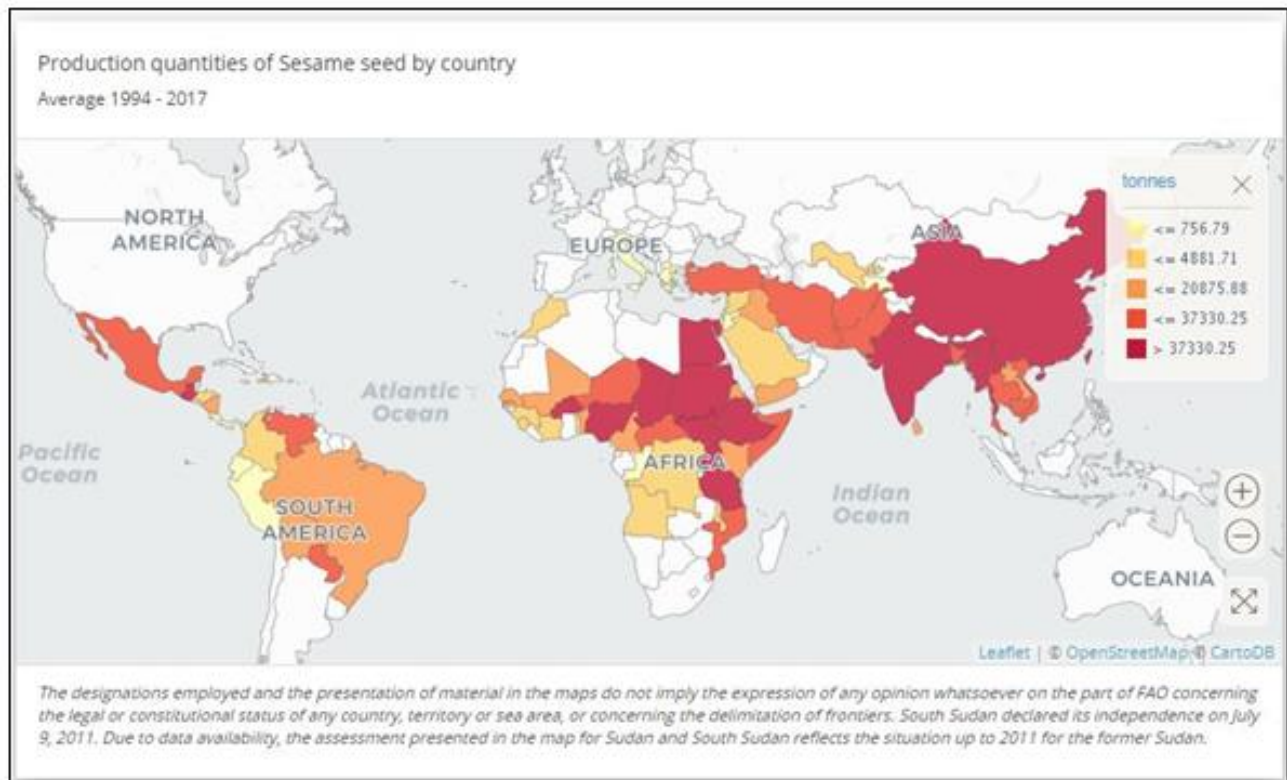 Production quantities of Sesame seed by country
Average 1994 - 2017
tonnes
<= 756.79
<= 4881.71
<= 20875.88
<= 37330.25
> 37330.25
NORTH
AMERICA
EUROPE
ASIA
Atlantic
Ocean
Pacific
Ocean
AFRICA
SOUTH
AMERICA
Indian
Ocean
OCEANIA
Leaflet | © OpenStreetMap © CartoDB
The designations employed and the presentation of material in the maps do not imply the expression of any opinion whatsoever on the part of FAO concerning
the legal or constitutional status of any country, territory or sea area, or concerning the delimitation of frontiers. South Sudan declared its independence on July
9, 2011. Due to data availability, the assessment presented in the map for Sudan and South Sudan reflects the situation up to 2011 for the former Sudan.